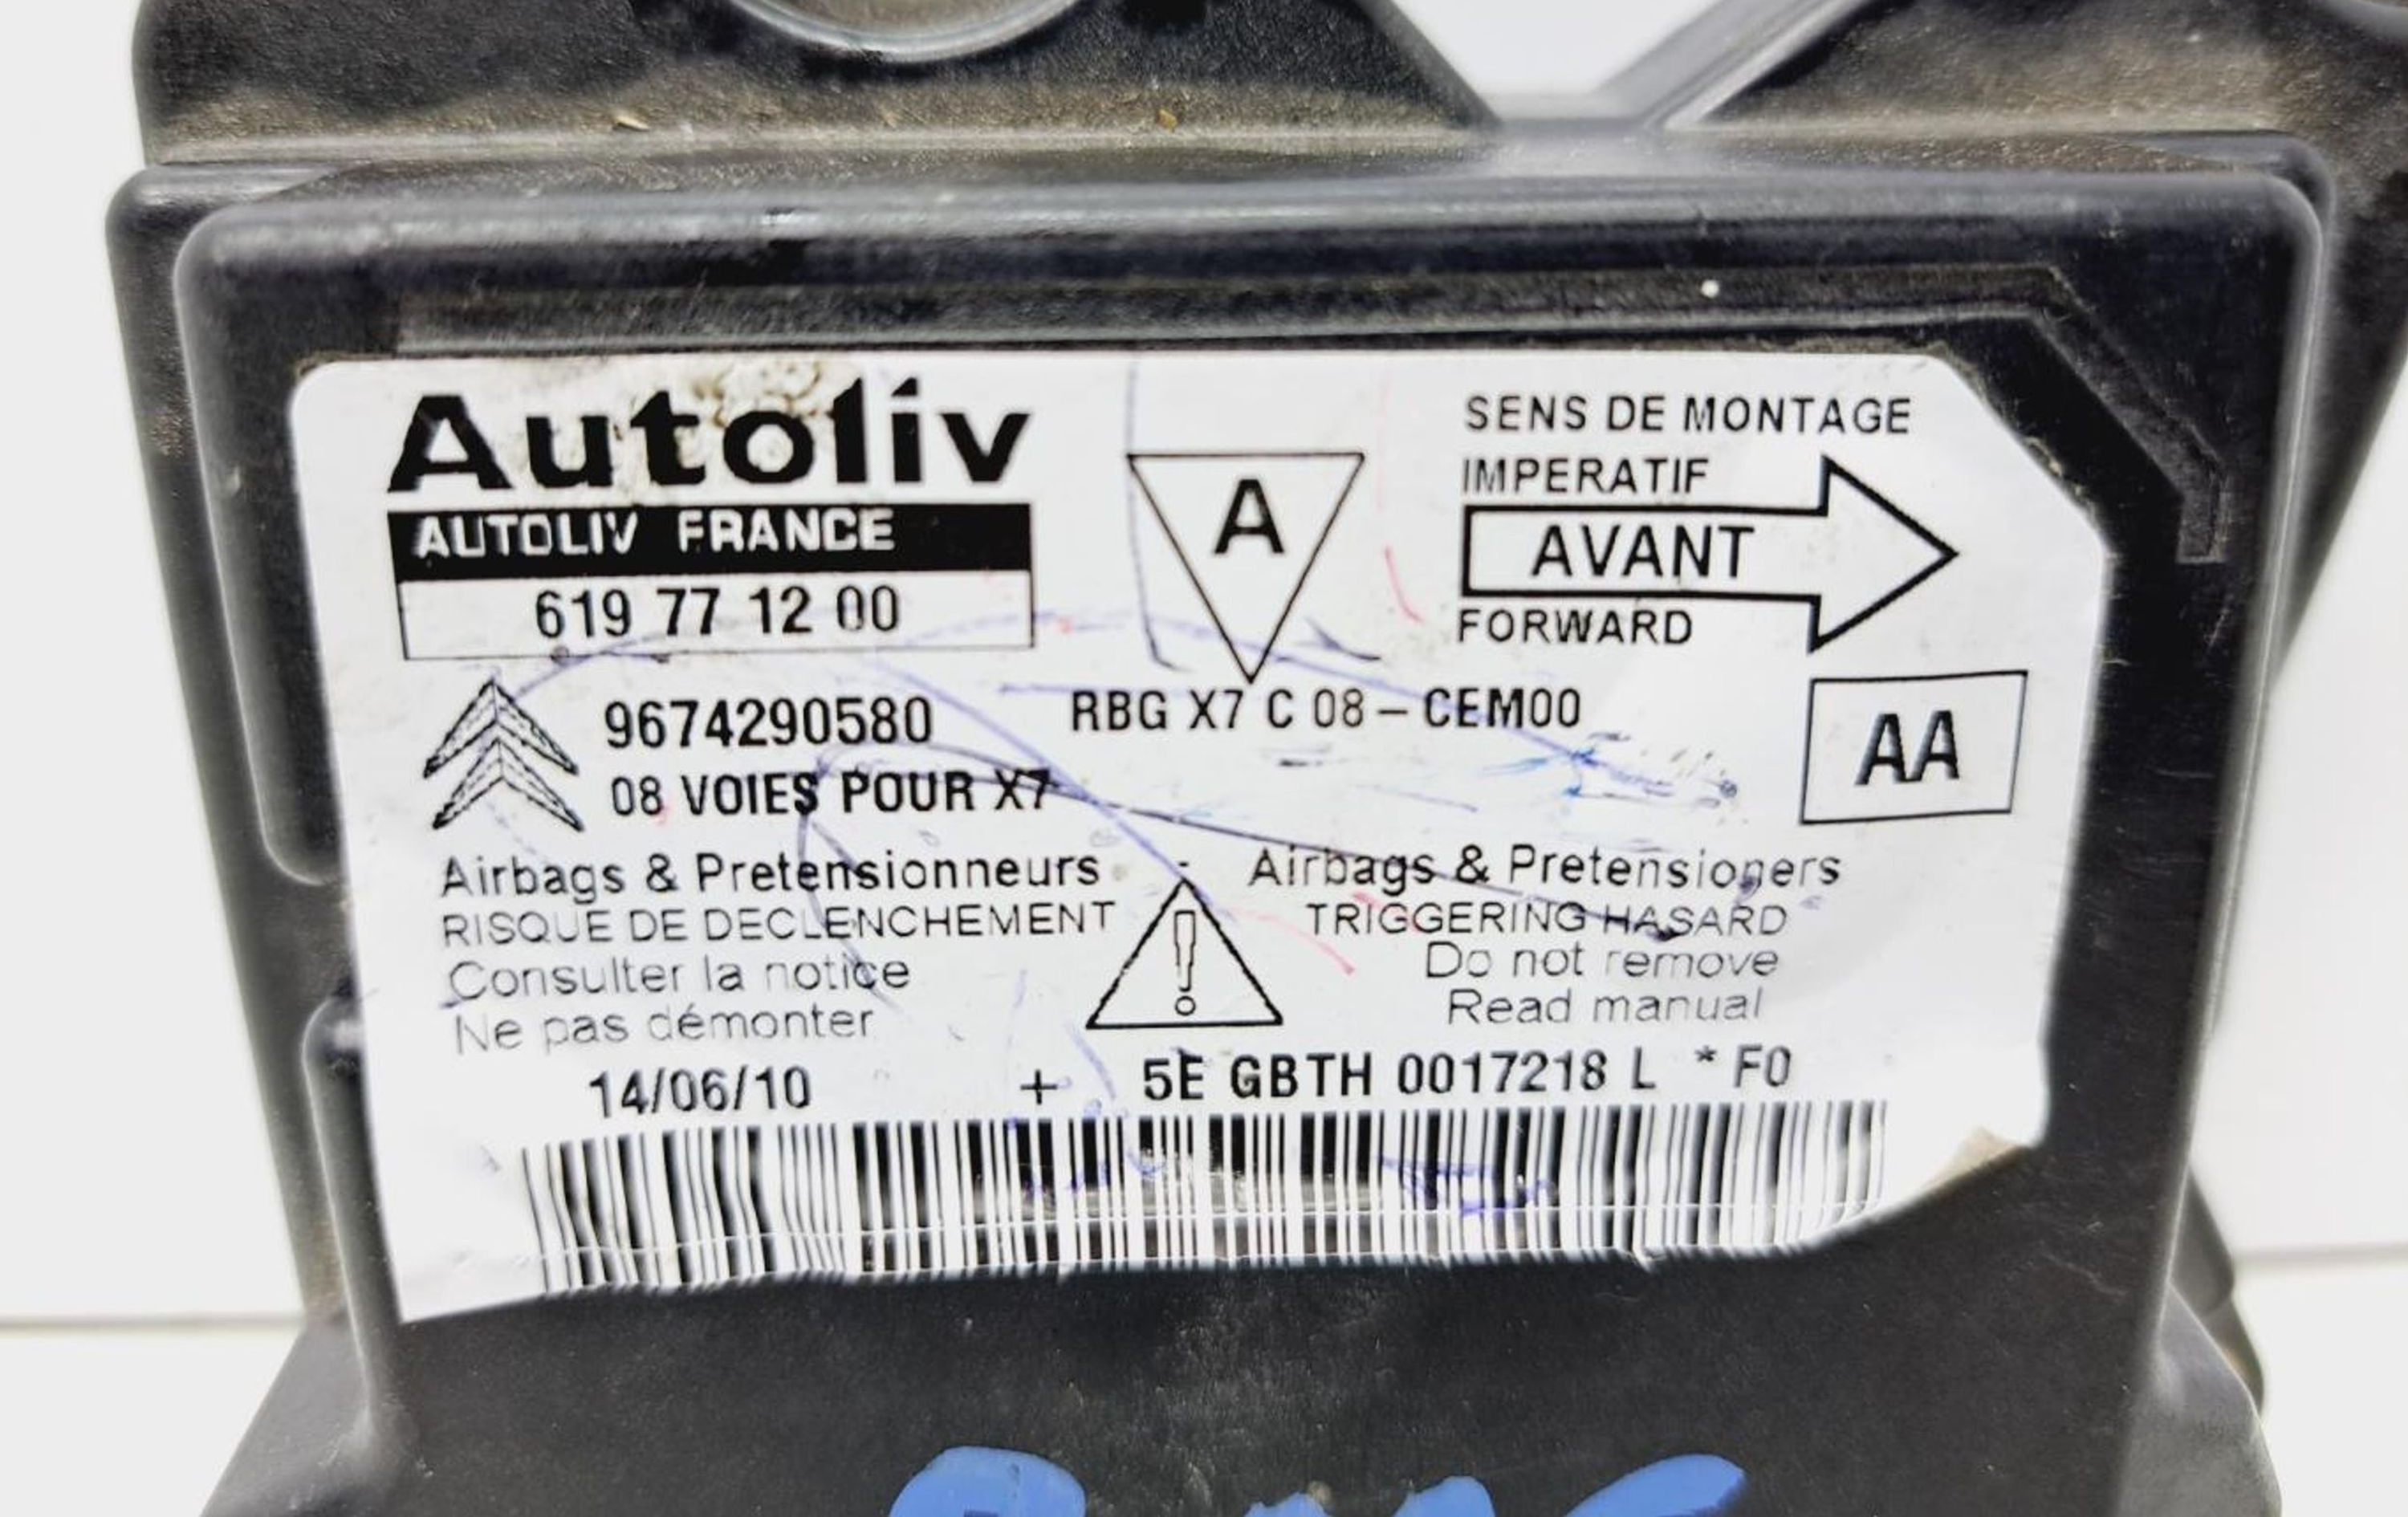 Autoliv
AUTOLIV FRANCE
619 77 12 00
A
SENS DE MONTAGE
IMPERATIF
AVANT
FORWARD
9674290580
RBG X7 C 08 – CEM00
08 VOIES POUR X7
AA
Airbags & Pretensionneurs - Airbags & Pretensioners
RISQUE DE DECLENCHEMENT
Consulter la notice
Ne pas démonter
!
TRIGGERING HASARD
Do not remove
Read manual
14/06/10 + 5E GBTH 0017218 L * F0